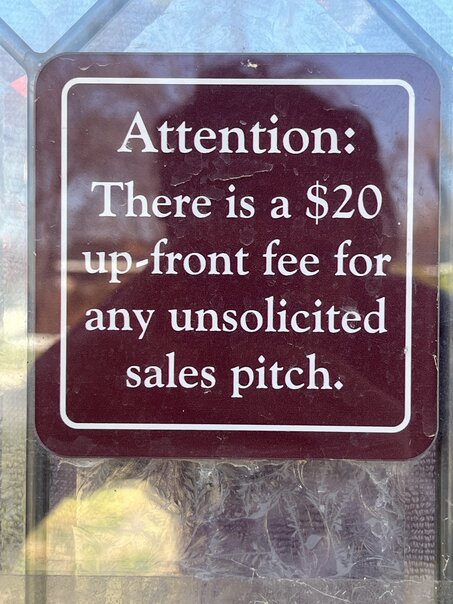 Attention:
There is a $20
up-front fee for
any unsolicited
sales pitch.